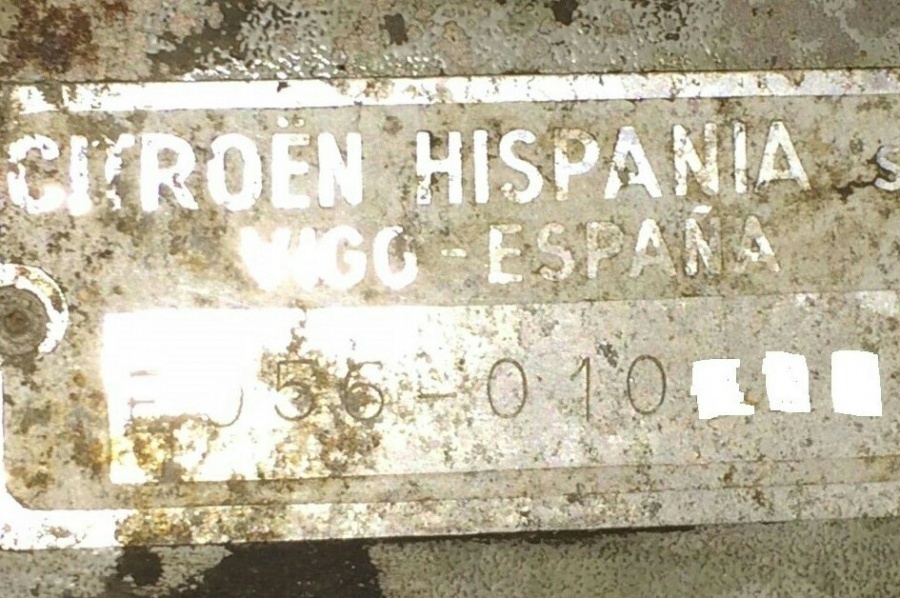 CITROËN HISPANIA S
VIGO - ESPAÑA
56-010